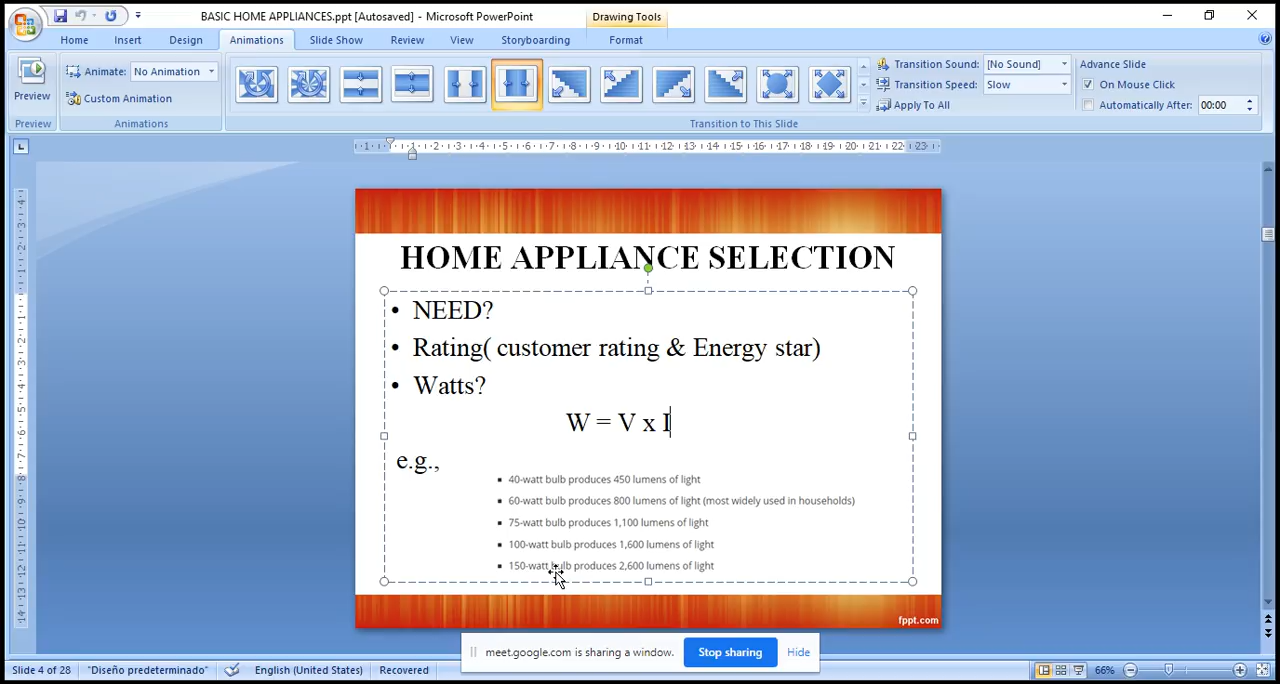 BASIC HOME APPLIANCES.ppt [Autosaved] - Microsoft PowerPoint
Drawing Tools
Home Insert Design Animations Slide Show Review View Storyboarding Format
Preview
Animate: No Animation
Custom Animation
Transition Sound: [No Sound]
Transition Speed: Slow
Apply To All
Advance Slide
On Mouse Click
Automatically After: 00:00
Preview Animations Transition to This Slide
HOME APPLIANCE SELECTION
• NEED?
• Rating( customer rating & Energy star)
• Watts?
W = V x I
e.g.,
▪ 40-watt bulb produces 450 lumens of light
▪ 60-watt bulb produces 800 lumens of light (most widely used in households)
▪ 75-watt bulb produces 1,100 lumens of light
▪ 100-watt bulb produces 1,600 lumens of light
▪ 150-watt bulb produces 2,600 lumens of light
fppt.com
meet.google.com is sharing a window. Stop sharing Hide
Slide 4 of 28 "Diseño predeterminado" English (United States) Recovered 66%